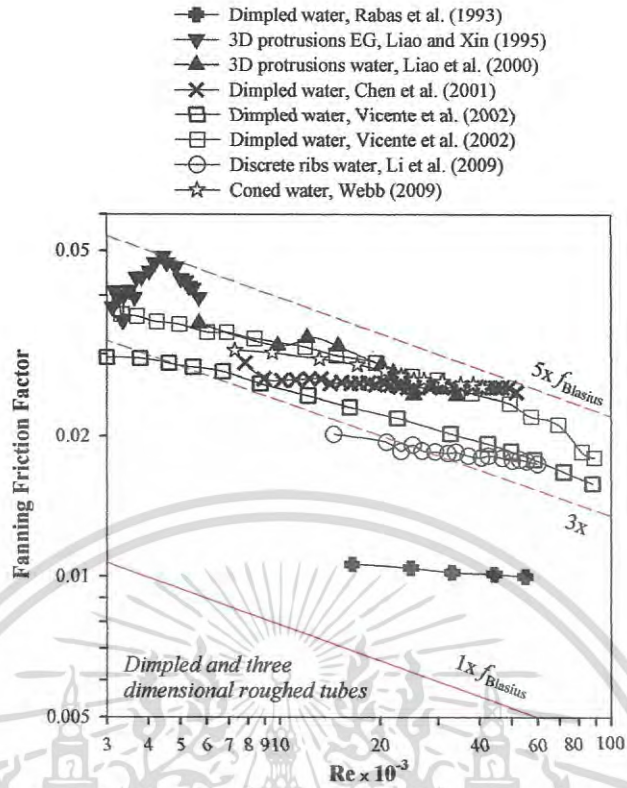 Dimpled water, Rabas et al. (1993)
3D protrusions EG, Liao and Xin (1995)
3D protrusions water, Liao et al. (2000)
Dimpled water, Chen et al. (2001)
Dimpled water, Vicente et al. (2002)
Dimpled water, Vicente et al. (2002)
Discrete ribs water, Li et al. (2009)
Coned water, Webb (2009)
0.05
0.02
0.01
0.005
Fanning Friction Factor
5x fBlasius
3x
1x fBlasius
Dimpled and three
dimensional roughed tubes
3 4 5 6 7 8 910 20 40 60 80 100
Re x 10-3